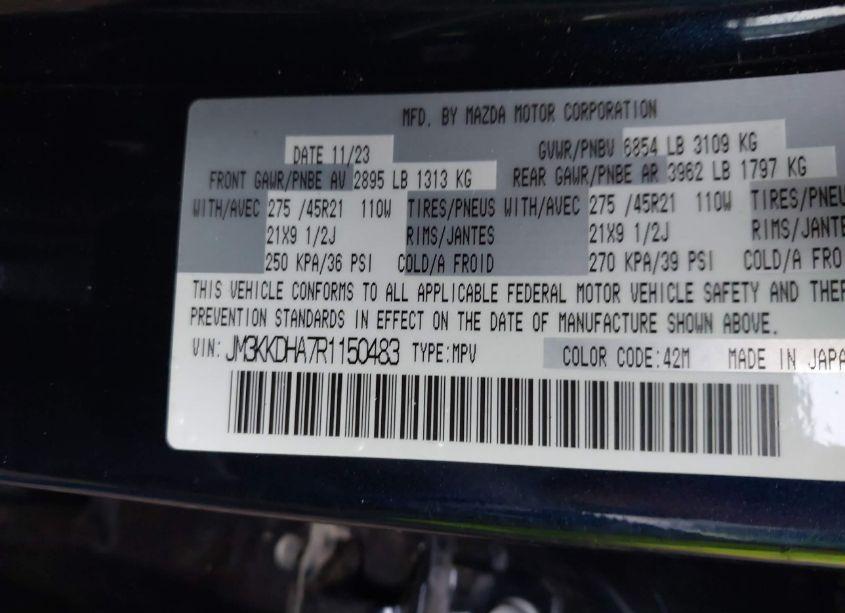 MFD. BY MAZDA MOTOR CORPORATION
DATE 11/23 GVWR/PNBV 6854 LB 3109 KG
FRONT GAWR/PNBE AV 2895 LB 1313 KG REAR GAWR/PNBE AR 3962 LB 1797 KG
WITH/AVEC 275 /45R21 110W TIRES/PNEUS WITH/AVEC 275 /45R21 110W TIRES/PNEU
21X9 1/2J RIMS/JANTES 21X9 1/2J RIMS/JANTE
250 KPA/36 PSI COLD/A FROID 270 KPA/39 PSI COLD/A FRO
THIS VEHICLE CONFORMS TO ALL APPLICABLE FEDERAL MOTOR VEHICLE SAFETY AND THEF
PREVENTION STANDARDS IN EFFECT ON THE DATE OF MANUFACTURE SHOWN ABOVE.
VIN: JM3KKDHA7R1150483 TYPE:MPV COLOR CODE:42M MADE IN JAPA